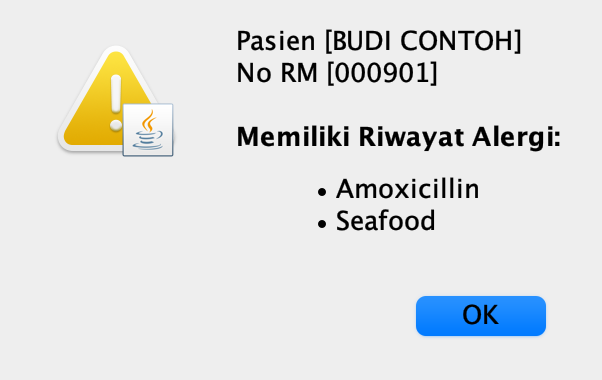 Pasien [BUDI CONTOH]
No RM [000901]
Memiliki Riwayat Alergi:
• Amoxicillin
• Seafood
OK